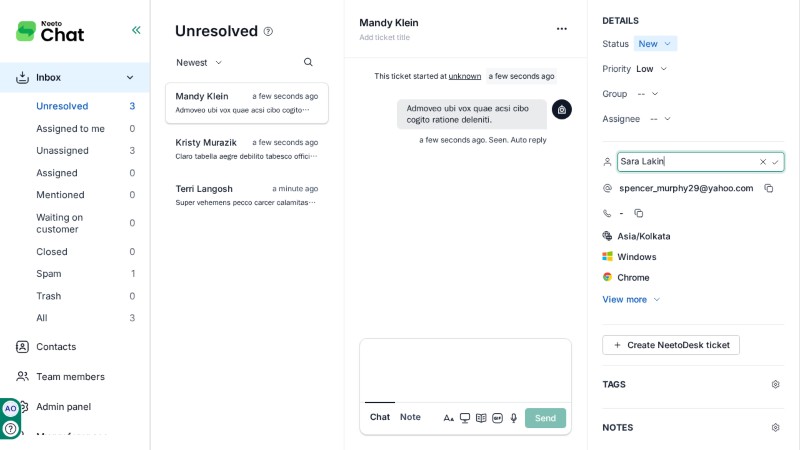 Neeto
Chat
Inbox
Unresolved 3
Assigned to me 0
Unassigned 3
Assigned 0
Mentioned 0
Waiting on
customer 0
Closed 0
Spam 1
Trash 0
All 3
Contacts
Team members
Admin panel
AO
Unresolved
Newest
Mandy Klein a few seconds ago
Admoveo ubi vox quae acsi cibo cogito···
Kristy Murazik a few seconds ago
Claro tabella aegre debilito tabesco offici···
Terri Langosh a minute ago
Super vehemens pecco carcer calamitas···
Mandy Klein
Add ticket title
This ticket started at unknown a few seconds ago
Admoveo ubi vox quae acsi cibo
cogito ratione deleniti.
a few seconds ago. Seen. Auto reply
Chat Note
GIF
Send
DETAILS
Status New
Priority Low
Group --
Assignee --
Sara Lakin
spencer_murphy29@yahoo.com
-
Asia/Kolkata
Windows
Chrome
View more
+ Create NeetoDesk ticket
TAGS
NOTES